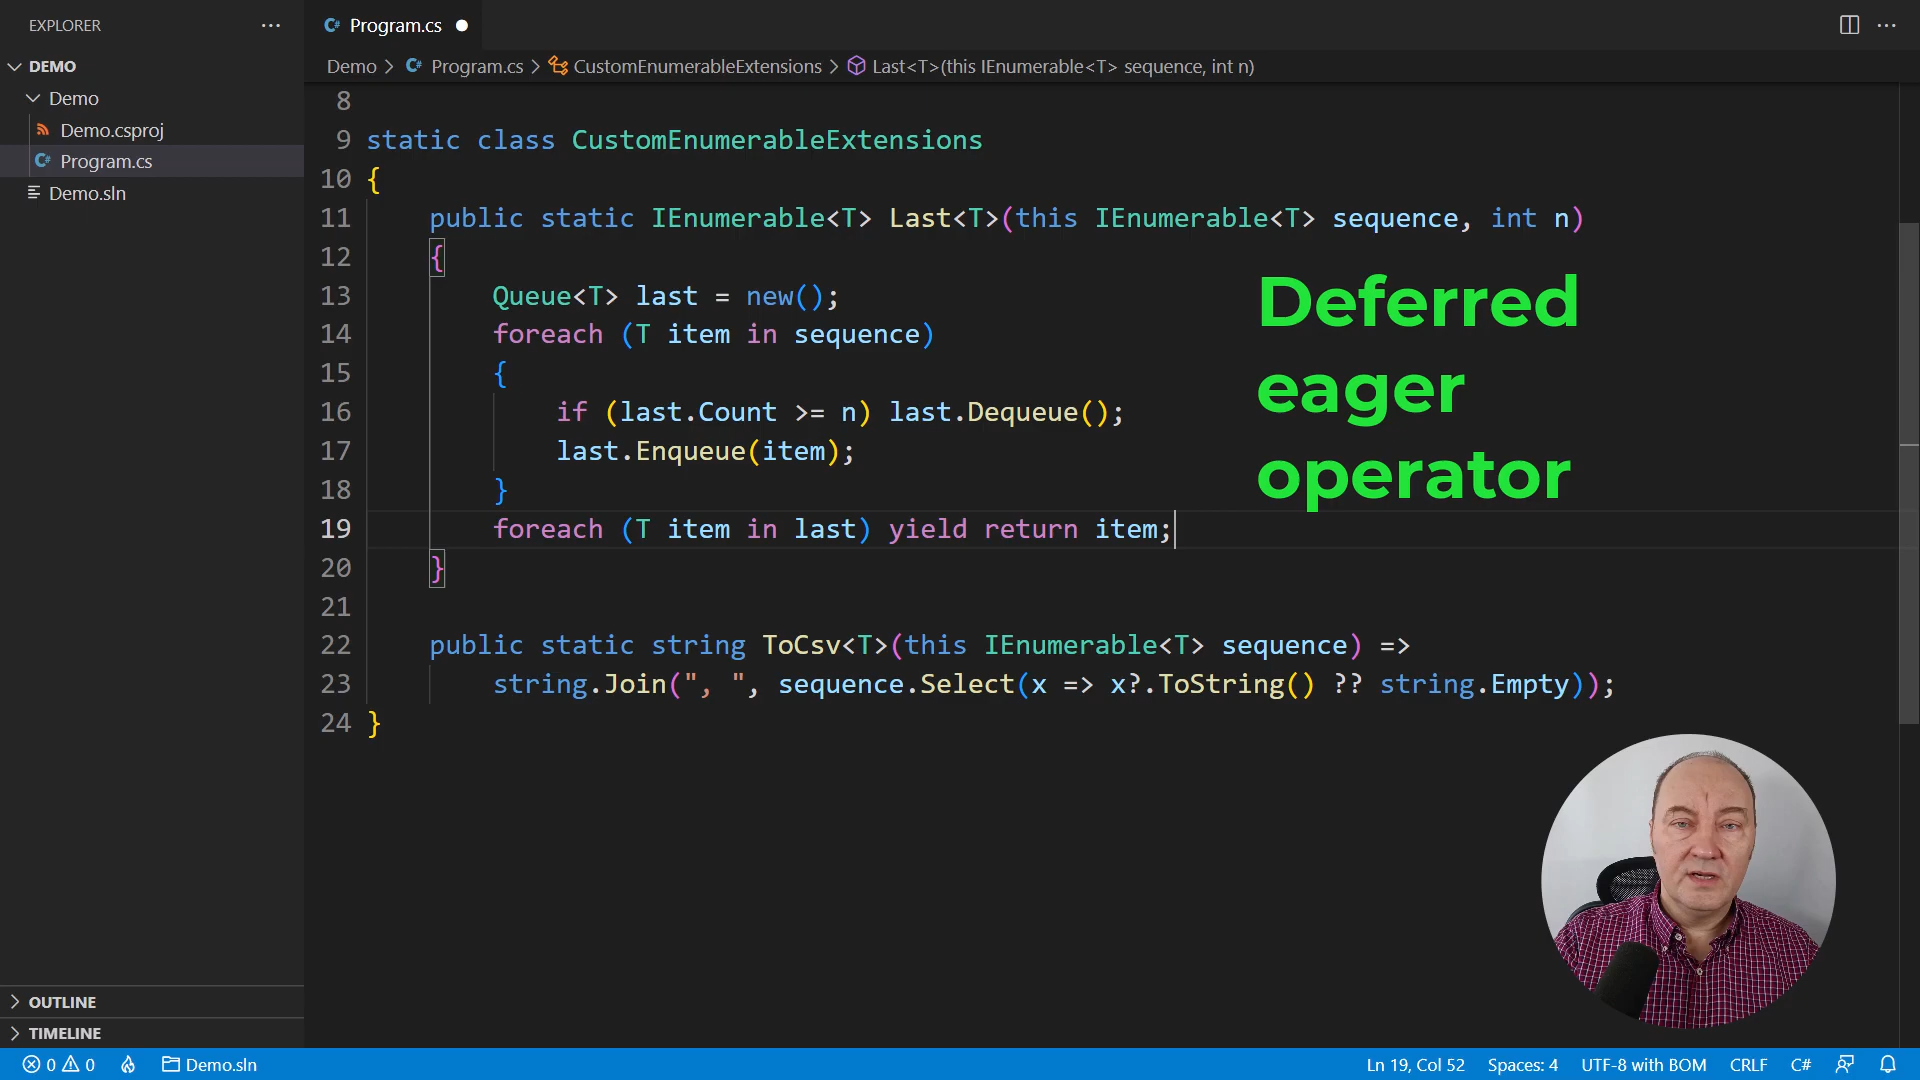 EXPLORER
DEMO
Demo
Demo.csproj
C# Program.cs
Demo.sln
OUTLINE
TIMELINE
C# Program.cs
Demo > C# Program.cs > CustomEnumerableExtensions > Last<T>(this IEnumerable<T> sequence, int n)
8
9 static class CustomEnumerableExtensions
10 {
11 public static IEnumerable<T> Last<T>(this IEnumerable<T> sequence, int n)
12 {
13 Queue<T> last = new();
14 foreach (T item in sequence)
15 {
16 if (last.Count >= n) last.Dequeue();
17 last.Enqueue(item);
18 }
19 foreach (T item in last) yield return item;
20 }
21
22 public static string ToCsv<T>(this IEnumerable<T> sequence) =>
23 string.Join(", ", sequence.Select(x => x?.ToString() ?? string.Empty));
24 }
Deferred
eager
operator
0 0 Demo.sln Ln 19, Col 52 Spaces: 4 UTF-8 with BOM CRLF C#